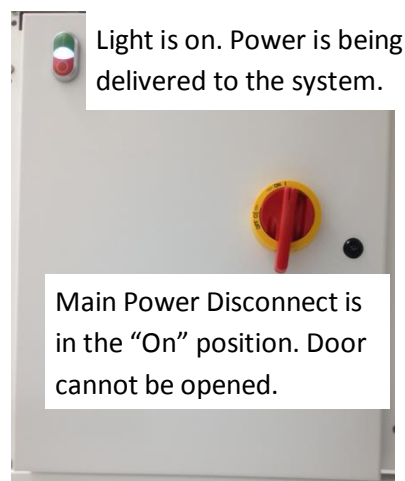 Light is on. Power is being
delivered to the system.
ON I
Main Power Disconnect is
in the “On” position. Door
cannot be opened.